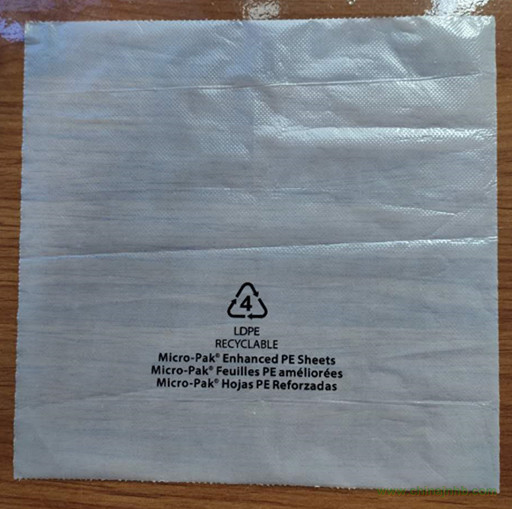 4
LDPE
RECYCLABLE
Micro-Pak® Enhanced PE Sheets
Micro-Pak® Feuilles PE améliorées
Micro-Pak® Hojas PE Reforzadas